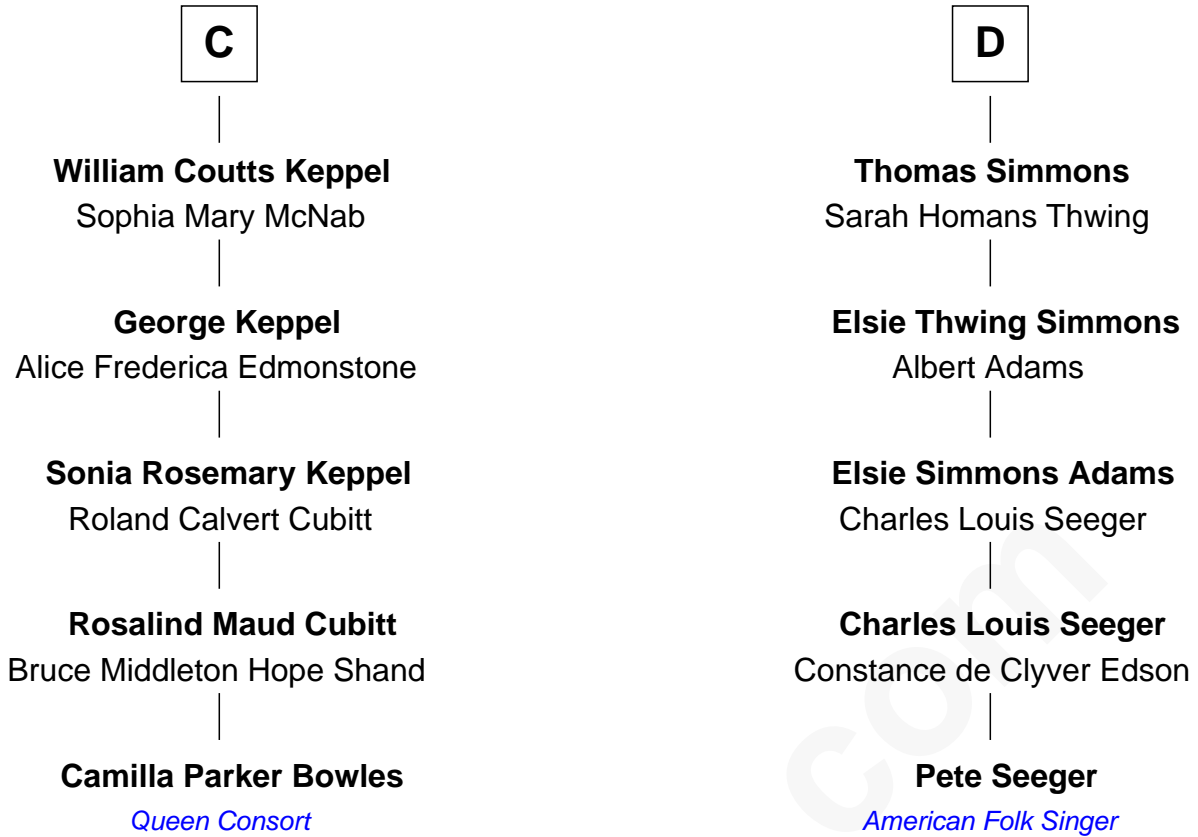 C
William Coutts Keppel
Sophia Mary McNab
George Keppel
Alice Frederica Edmonstone
Sonia Rosemary Keppel
Roland Calvert Cubitt
Rosalind Maud Cubitt
Bruce Middleton Hope Shand
Camilla Parker Bowles
Queen Consort
D
Thomas Simmons
Sarah Homans Thwing
Elsie Thwing Simmons
Albert Adams
Elsie Simmons Adams
Charles Louis Seeger
Charles Louis Seeger
Constance de Clyver Edson
Pete Seeger
American Folk Singer
com